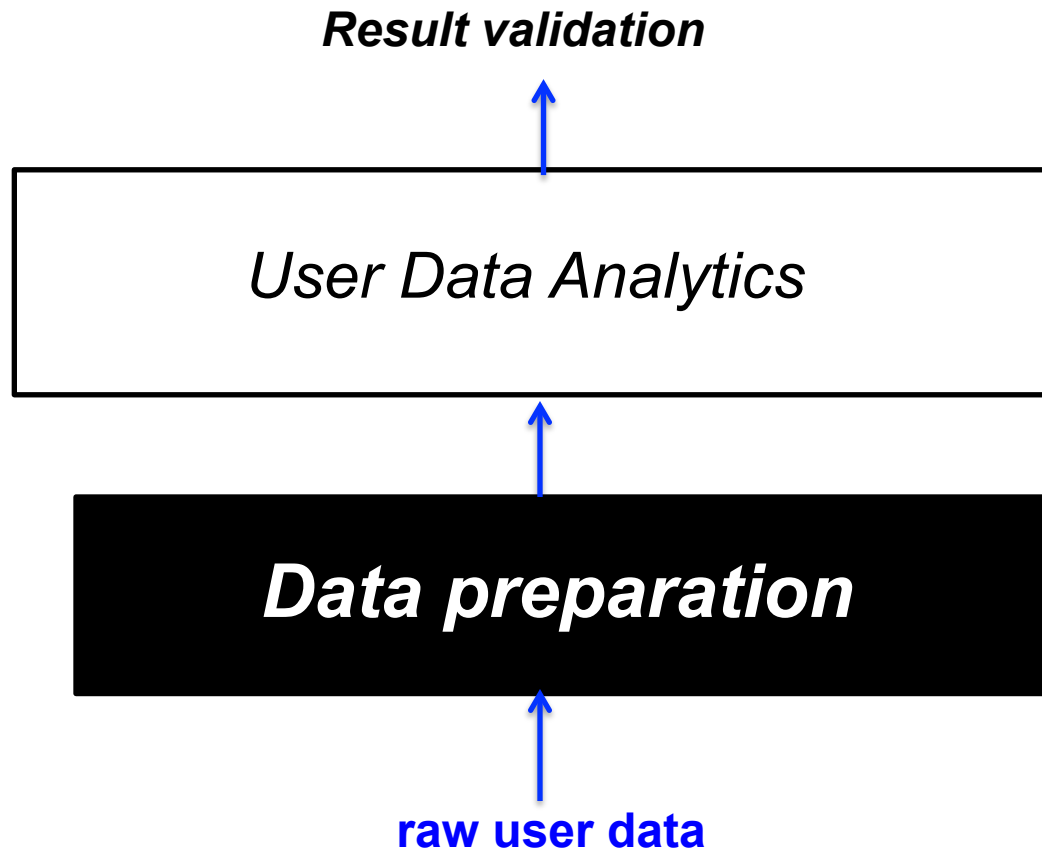 Result validation
User Data Analytics
Data preparation
raw user data